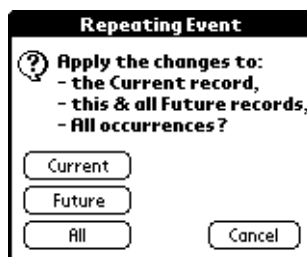 Repeating Event
Apply the changes to:
- the Current record,
- this & all Future records,
- All occurrences?
Current
Future
All
Cancel